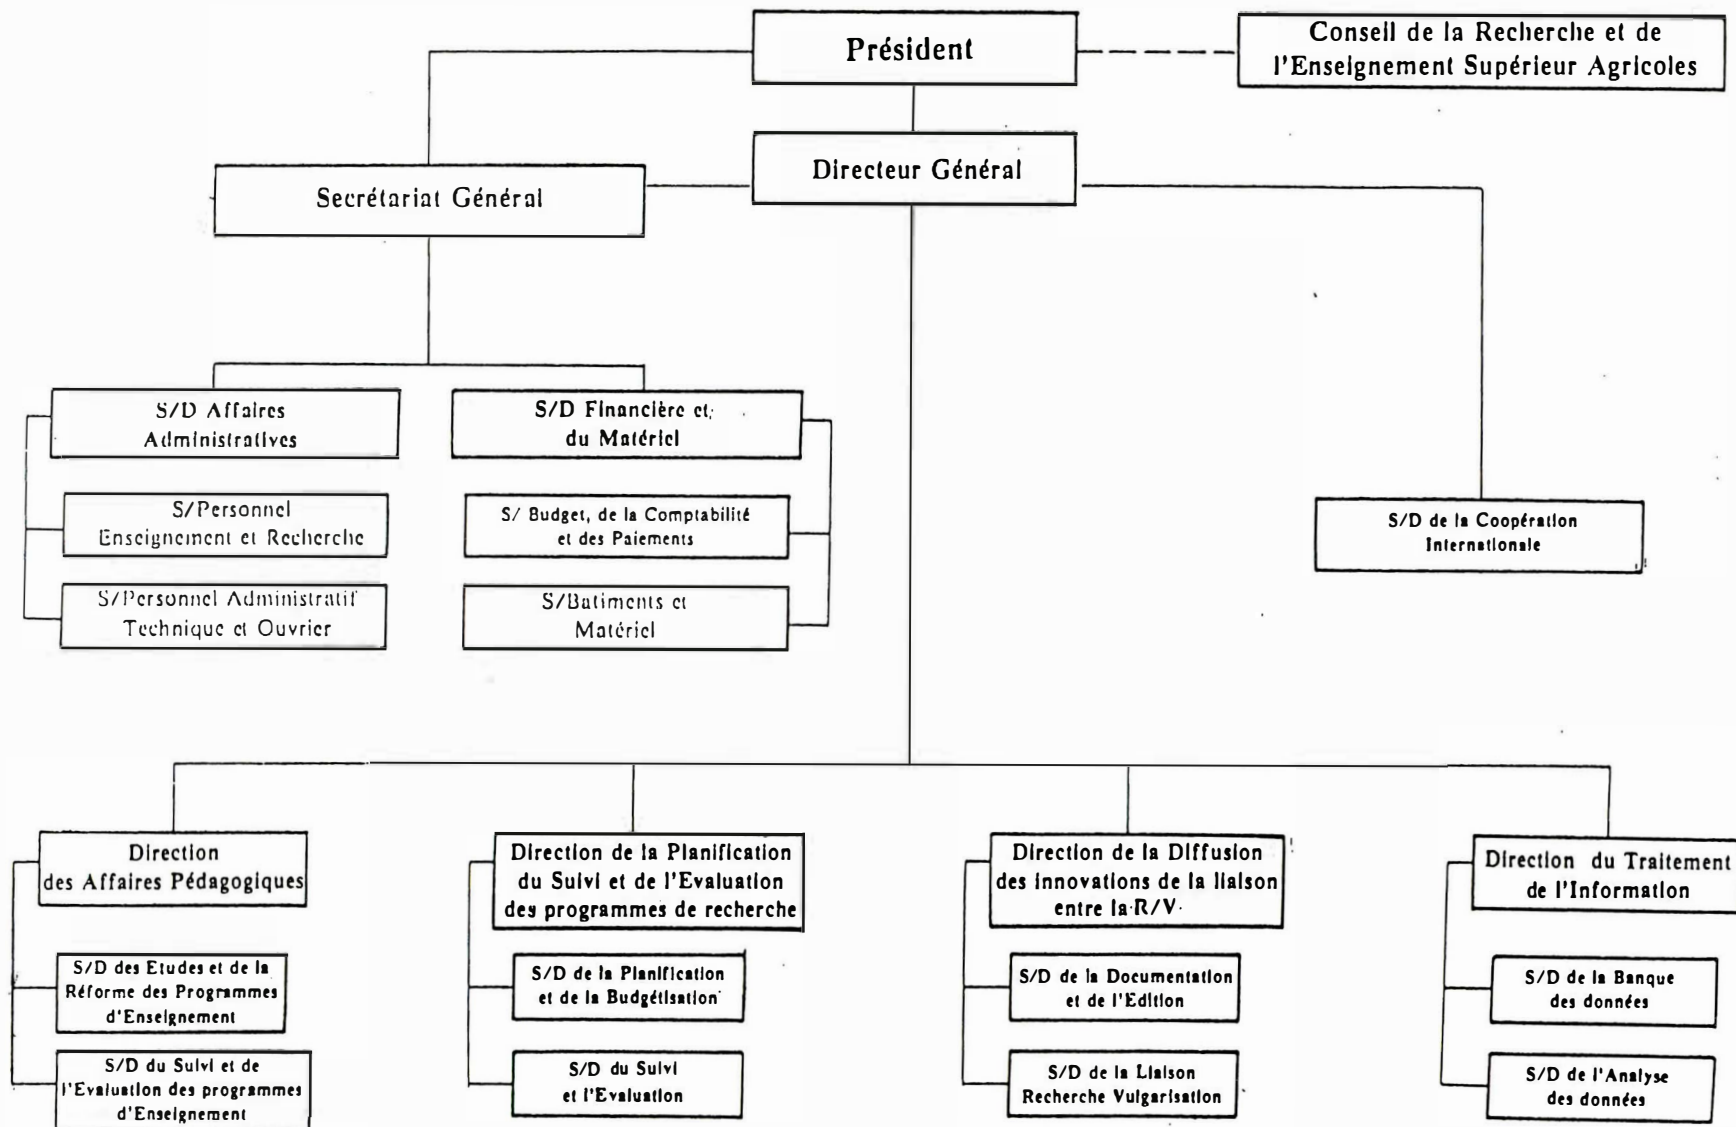 Président
Conseil de la Recherche et de
l'Enseignement Supérieur Agricoles
Directeur Général
Secrétariat Général
S/D Affaires
Administratives
S/D Financière et
du Matériel
S/Personnel
Enseignement et Recherche
S/ Budget, de la Comptabilité
et des Paiements
S/D de la Coopération
Internationale
S/Personnel Administratif
Technique et Ouvrier
S/Batiments et
Matériel
Direction
des Affaires Pédagogiques
Direction de la Planification
du Suivi et de l'Evaluation
des programmes de recherche
Direction de la Diffusion
des innovations de la liaison
entre la R/V
Direction du Traitement
de l'Information
S/D des Etudes et de la
Réforme des Programmes
d'Enseignement
S/D de la Planification
et de la Budgétisation
S/D de la Documentation
et de l'Edition
S/D de la Banque
des données
S/D du Suivi et de
l'Evaluation des programmes
d'Enseignement
S/D du Suivi
et l'Evaluation
S/D de la Liaison
Recherche Vulgarisation
S/D de l'Analyse
des données